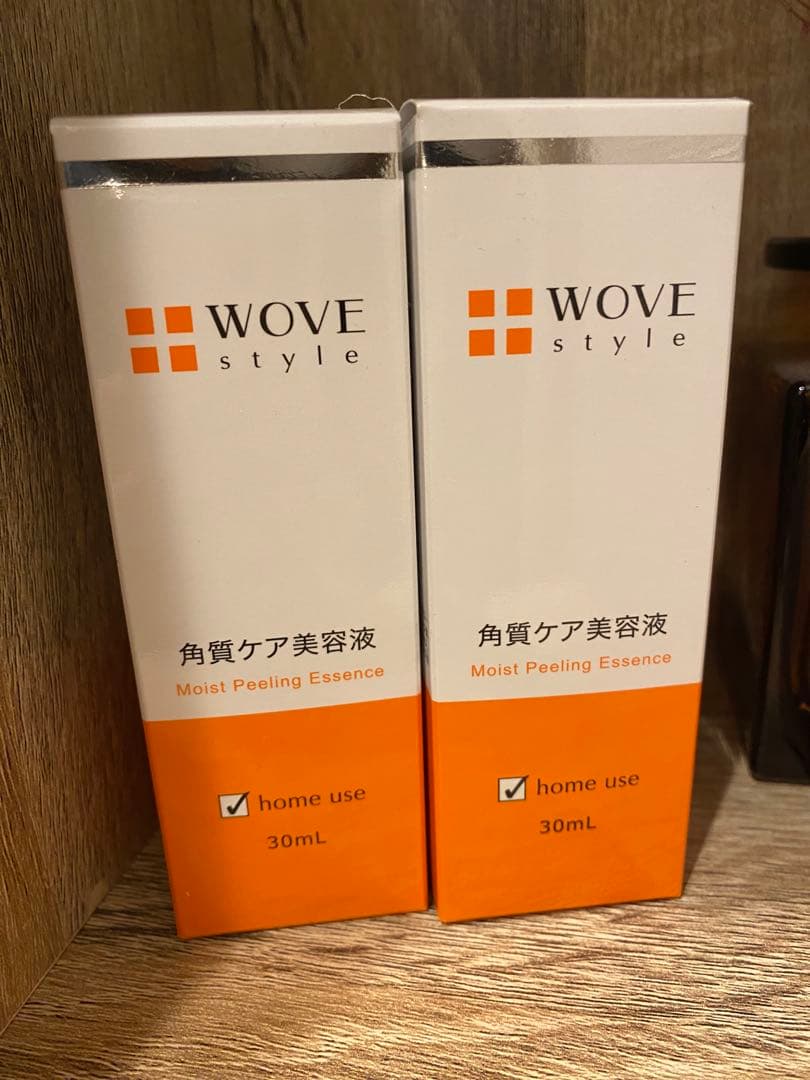 WOVE
style
角質ケア美容液
Moist Peeling Essence
home use
30mL
WOVE
style
角質ケア美容液
Moist Peeling Essence
home use
30mL